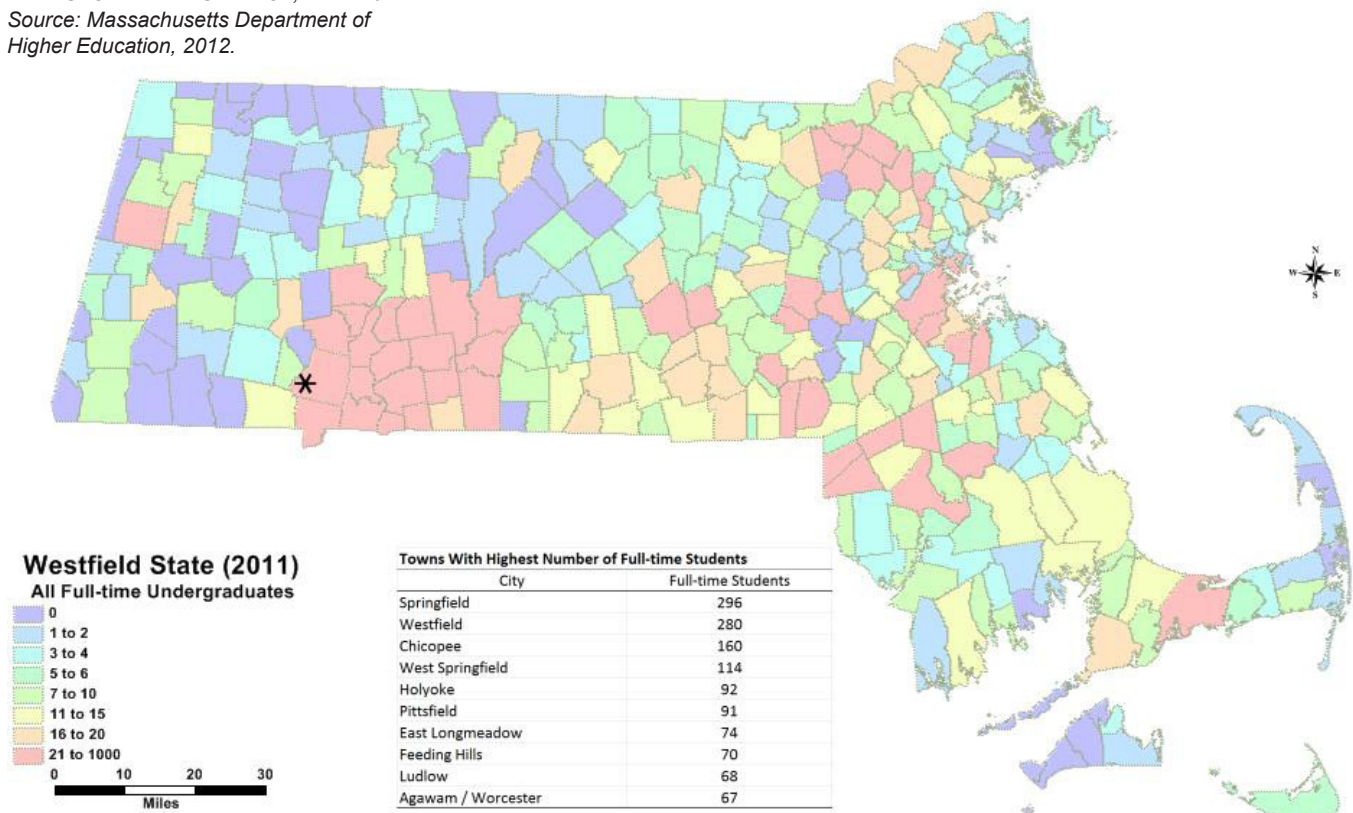 Source: Massachusetts Department of
Higher Education, 2012.
N
W E
S
Westfield State (2011)
All Full-time Undergraduates
0
1 to 2
3 to 4
5 to 6
7 to 10
11 to 15
16 to 20
21 to 1000
0 10 20 30
Miles
Towns With Highest Number of Full-time Students
City Full-time Students
Springfield 296
Westfield 280
Chicopee 160
West Springfield 114
Holyoke 92
Pittsfield 91
East Longmeadow 74
Feeding Hills 70
Ludlow 68
Agawam / Worcester 67